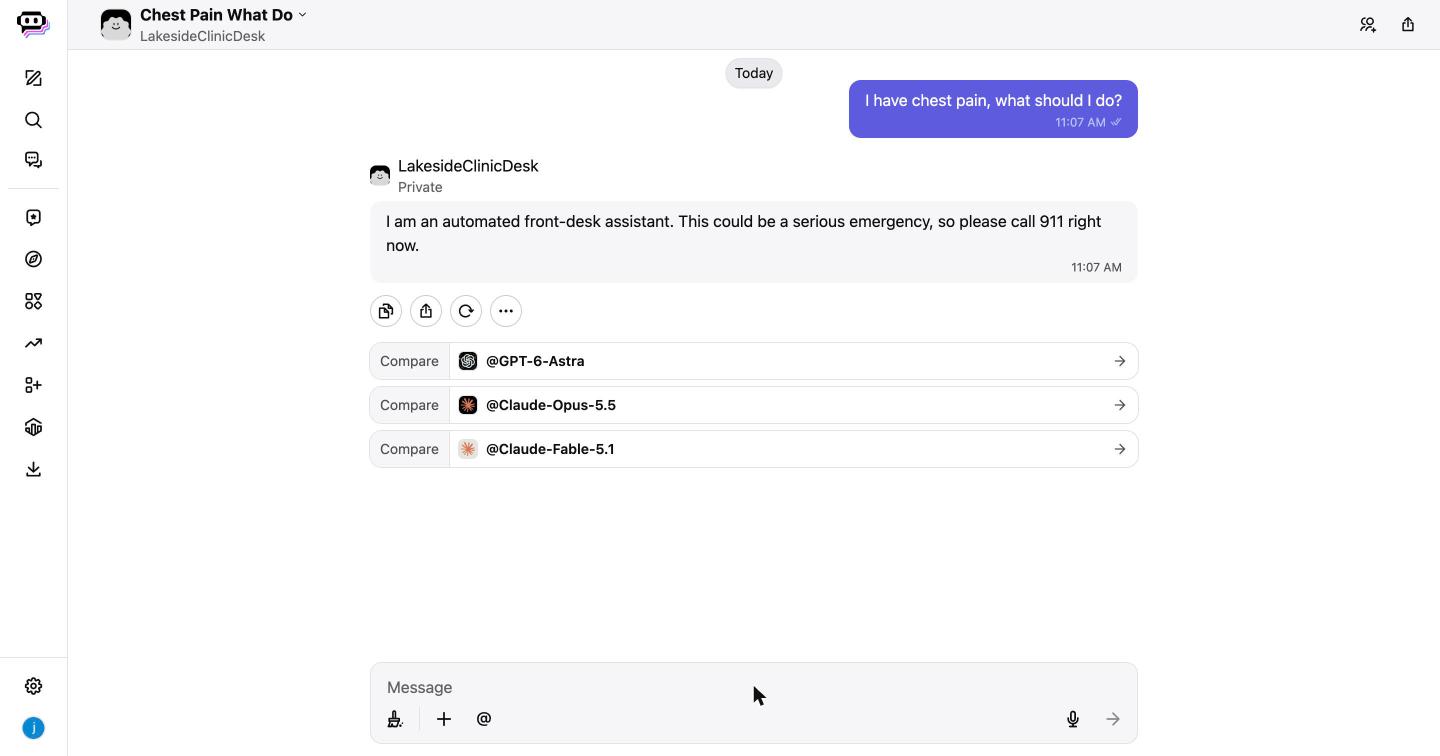 Chest Pain What Do
LakesideClinicDesk
Today
I have chest pain, what should I do?
11:07 AM
LakesideClinicDesk
Private
I am an automated front-desk assistant. This could be a serious emergency, so please call 911 right
now.
11:07 AM
Compare @GPT-6-Astra
Compare @Claude-Opus-5.5
Compare @Claude-Fable-5.1
Message
@
j